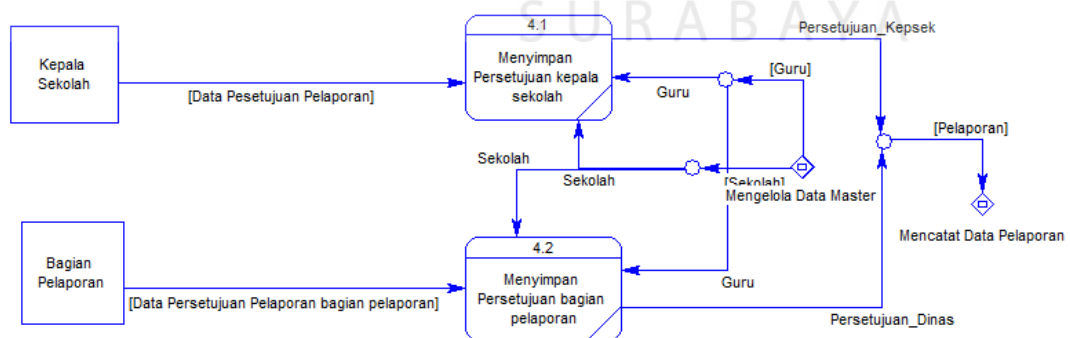 SURABAYA
4.1
Persetujuan_Kepsek
Kepala
Sekolah
Menyimpan
Persetujuan kepala
sekolah
[Guru]
Guru
[Data Pesetujuan Pelaporan]
[Pelaporan]
Sekolah
Sekolah
[Sekolah]
Mengelola Data Master
Mencatat Data Pelaporan
4.2
Bagian
Pelaporan
Menyimpan
Persetujuan bagian
pelaporan
Guru
[Data Persetujuan Pelaporan bagian pelaporan]
Persetujuan_Dinas